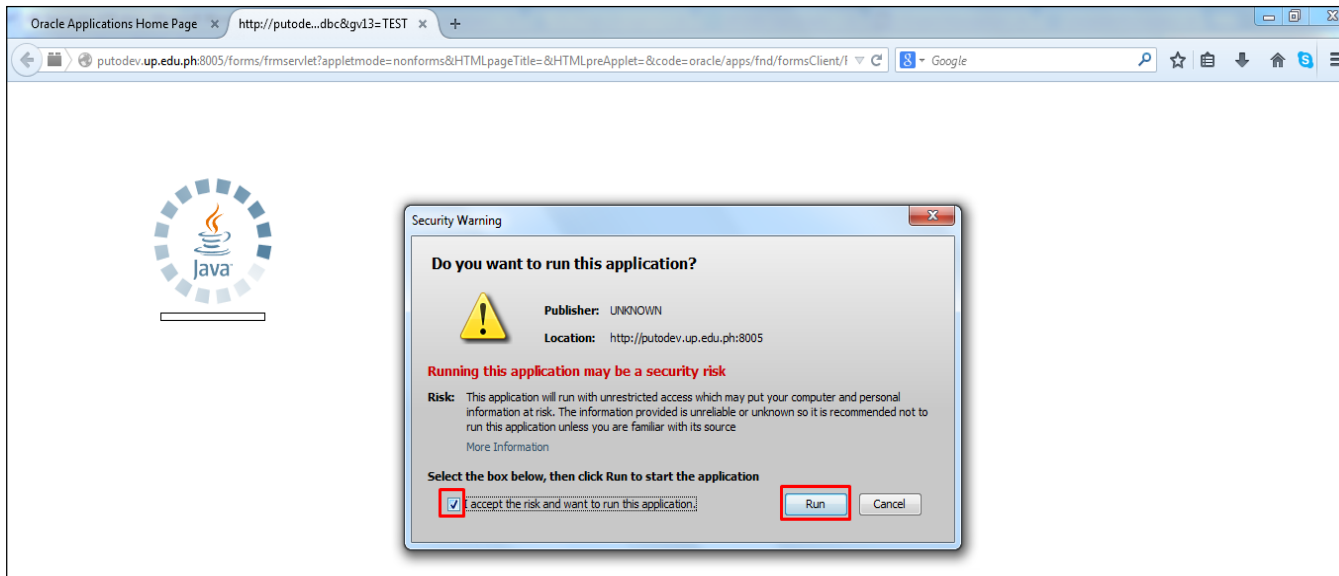 Oracle Applications Home Page
http://putode...dbc&gv13=TEST
putodev.up.edu.ph:8005/forms/frmservlet?appletmode=nonforms&HTMLpageTitle=&HTMLpreApplet=&code=oracle/apps/fnd/formsClient/
Google
Java
Security Warning
Do you want to run this application?
Publisher: UNKNOWN
Location: http://putodev.up.edu.ph:8005
Running this application may be a security risk
Risk: This application will run with unrestricted access which may put your computer and personal
information at risk. The information provided is unreliable or unknown so it is recommended not to
run this application unless you are familiar with its source
More Information
Select the box below, then click Run to start the application
I accept the risk and want to run this application.
Run
Cancel